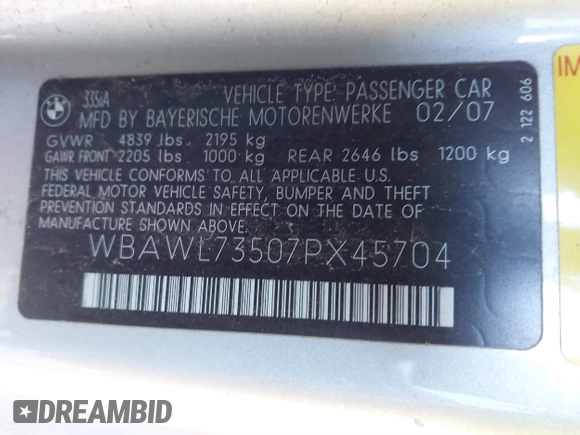 335iA VEHICLE TYPE: PASSENGER CAR
MFD BY BAYERISCHE MOTORENWERKE 02/07
GVWR 4839 lbs 2195 kg
GAWR FRONT 2205 lbs 1000 kg REAR 2646 lbs 1200 kg
THIS VEHICLE CONFORMS TO ALL APPLICABLE U.S.
FEDERAL MOTOR VEHICLE SAFETY, BUMPER AND THEFT
PREVENTION STANDARDS IN EFFECT ON THE DATE OF
MANUFACTURE SHOWN ABOVE.
WBAWL73507PX45704
2 122 606
IM
DREAMBID